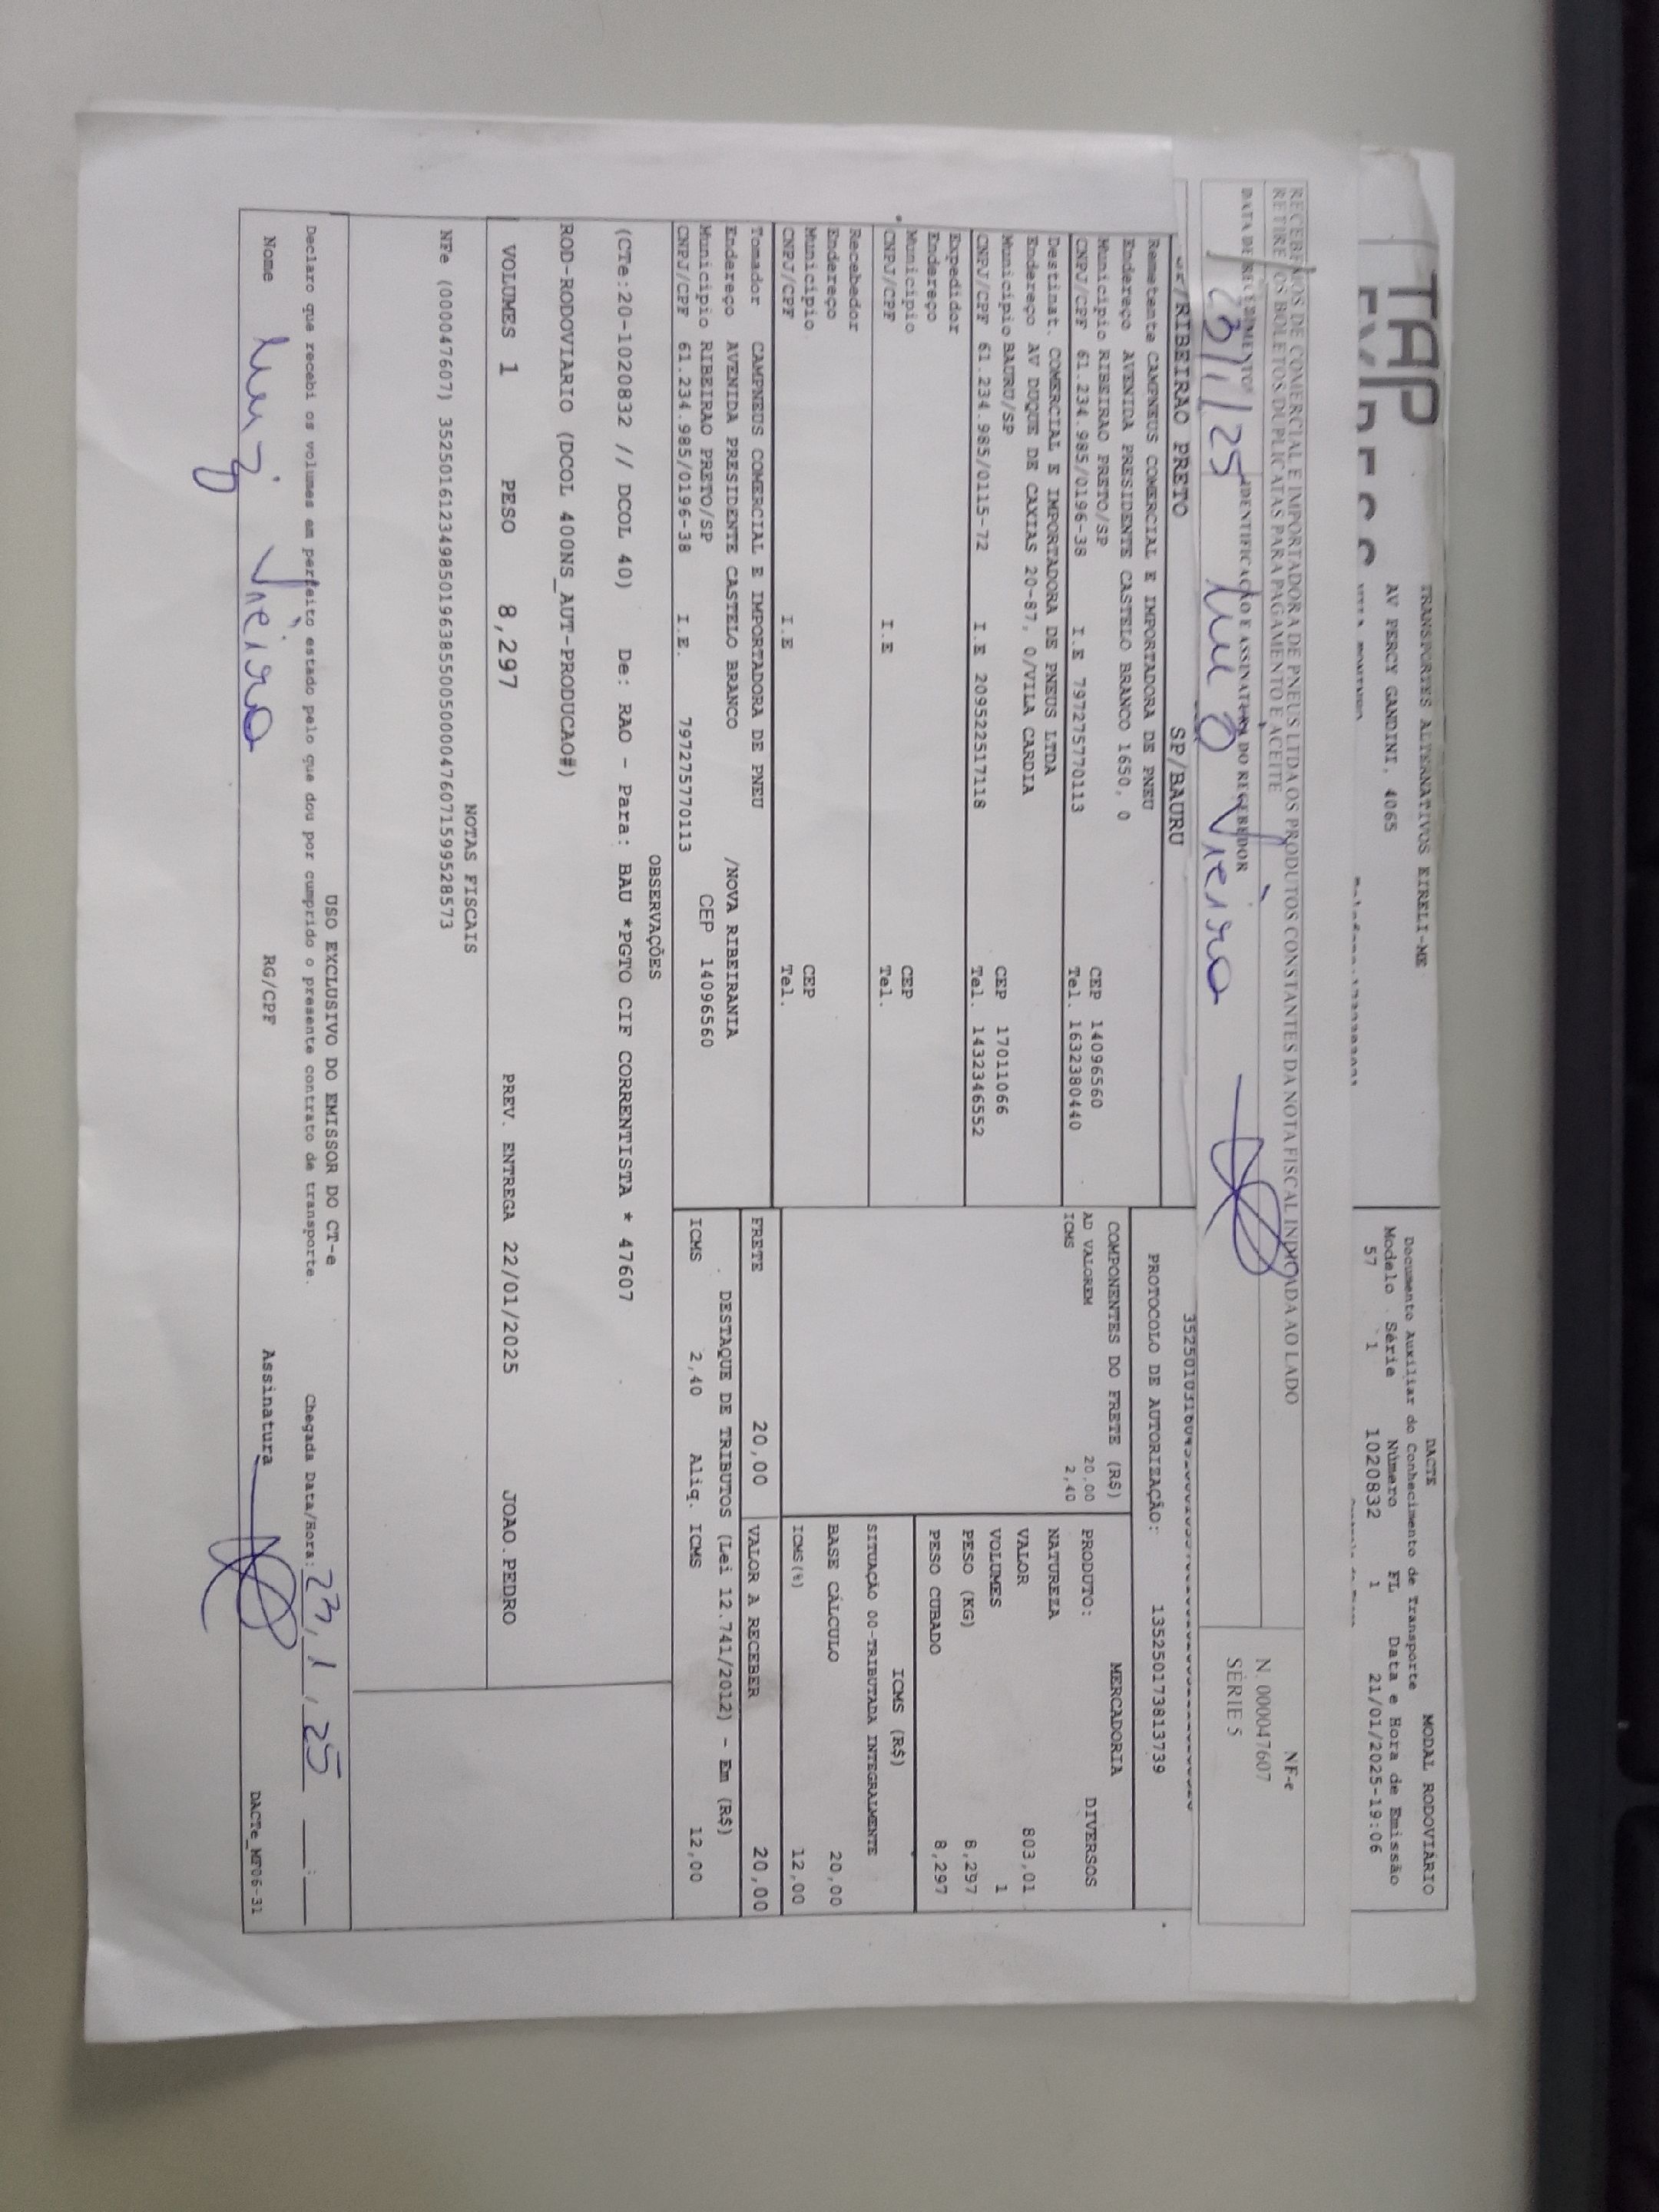 TAP
TRANSPORTES ALTERNATIVOS EIRELI-ME
AV PERCY GANDINI, 4065
DACTE
MODAL RODOVIÁRIO
Documento Auxiliar do Conhecimento de Transporte
Modelo Série Número FL Data e Hora de Emissão
57 1 1020832 1 21/01/2025-19:06
RECEBEMOS DE COMERCIAL E IMPORTADORA DE PNEUS LTDA OS PRODUTOS CONSTANTES DA NOTA FISCAL INDICADA AO LADO
RETIRE OS BOLETOS DUPLICATAS PARA PAGAMENTO E ACEITE
DATA DE RECEBIMENTO IDENTIFICAÇÃO E ASSINATURA DO RECEBEDOR
23/1/25 Luiz Vieira
NF-e
N. 000047607
SÉRIE 5
/RIBEIRAO PRETO SP/BAURU
Remetente CAMPNEUS COMERCIAL E IMPORTADORA DE PNEU
Endereço AVENIDA PRESIDENTE CASTELO BRANCO 1650, 0
Município RIBEIRAO PRETO/SP CEP 14096560
CNPJ/CPF 61.234.985/0196-38 I.E 797275770113 Tel. 1632380440
Destinat. COMERCIAL E IMPORTADORA DE PNEUS LTDA
Endereço AV DUQUE DE CAXIAS 20-87, 0/VILA CARDIA
Município BAURU/SP CEP 17011066
CNPJ/CPF 61.234.985/0115-72 I.E 209522517118 Tel. 1432346552
Expedidor
Endereço
Município CEP
CNPJ/CPF I.E Tel.
Recebedor
Endereço
Município CEP
CNPJ/CPF I.E Tel.
Tomador CAMPNEUS COMERCIAL E IMPORTADORA DE PNEU
Endereço AVENIDA PRESIDENTE CASTELO BRANCO /NOVA RIBEIRANIA
Município RIBEIRAO PRETO/SP CEP 14096560
CNPJ/CPF 61.234.985/0196-38 I.E. 797275770113
PROTOCOLO DE AUTORIZAÇÃO: 135250173813739
COMPONENTES DO FRETE (R$)
AD VALOREM 20,00
ICMS 2,40
MERCADORIA
PRODUTO: DIVERSOS
NATUREZA
VALOR 803,01
VOLUMES 1
PESO (KG) 8,297
PESO CUBADO 8,297
ICMS (R$)
SITUAÇÃO 00-TRIBUTADA INTEGRALMENTE
BASE CÁLCULO 20,00
ICMS(%) 12,00
FRETE 20,00 VALOR A RECEBER 20,00
DESTAQUE DE TRIBUTOS (Lei 12.741/2012) - Em (R$)
ICMS 2,40 Aliq. ICMS 12,00
OBSERVAÇÕES
(CTe:20-1020832 // DCOL 40) De: RAO - Para: BAU *PGTO CIF CORRENTISTA * 47607
ROD-RODOVIARIO (DCOL 400NS_AUT-PRODUCAO#)
VOLUMES 1 PESO 8,297 PREV. ENTREGA 22/01/2025 JOAO.PEDRO
NOTAS FISCAIS
NFe (000047607) 35250161234985019638550050000476071599528573
USO EXCLUSIVO DO EMISSOR DO CT-e
Declaro que recebi os volumes em perfeito estado pelo que dou por cumprido o presente contrato de transporte. Chegada Data/Hora: 23/1/25 __:__
Nome Luiz Vieira RG/CPF Assinatura
DACTe_MF06-31